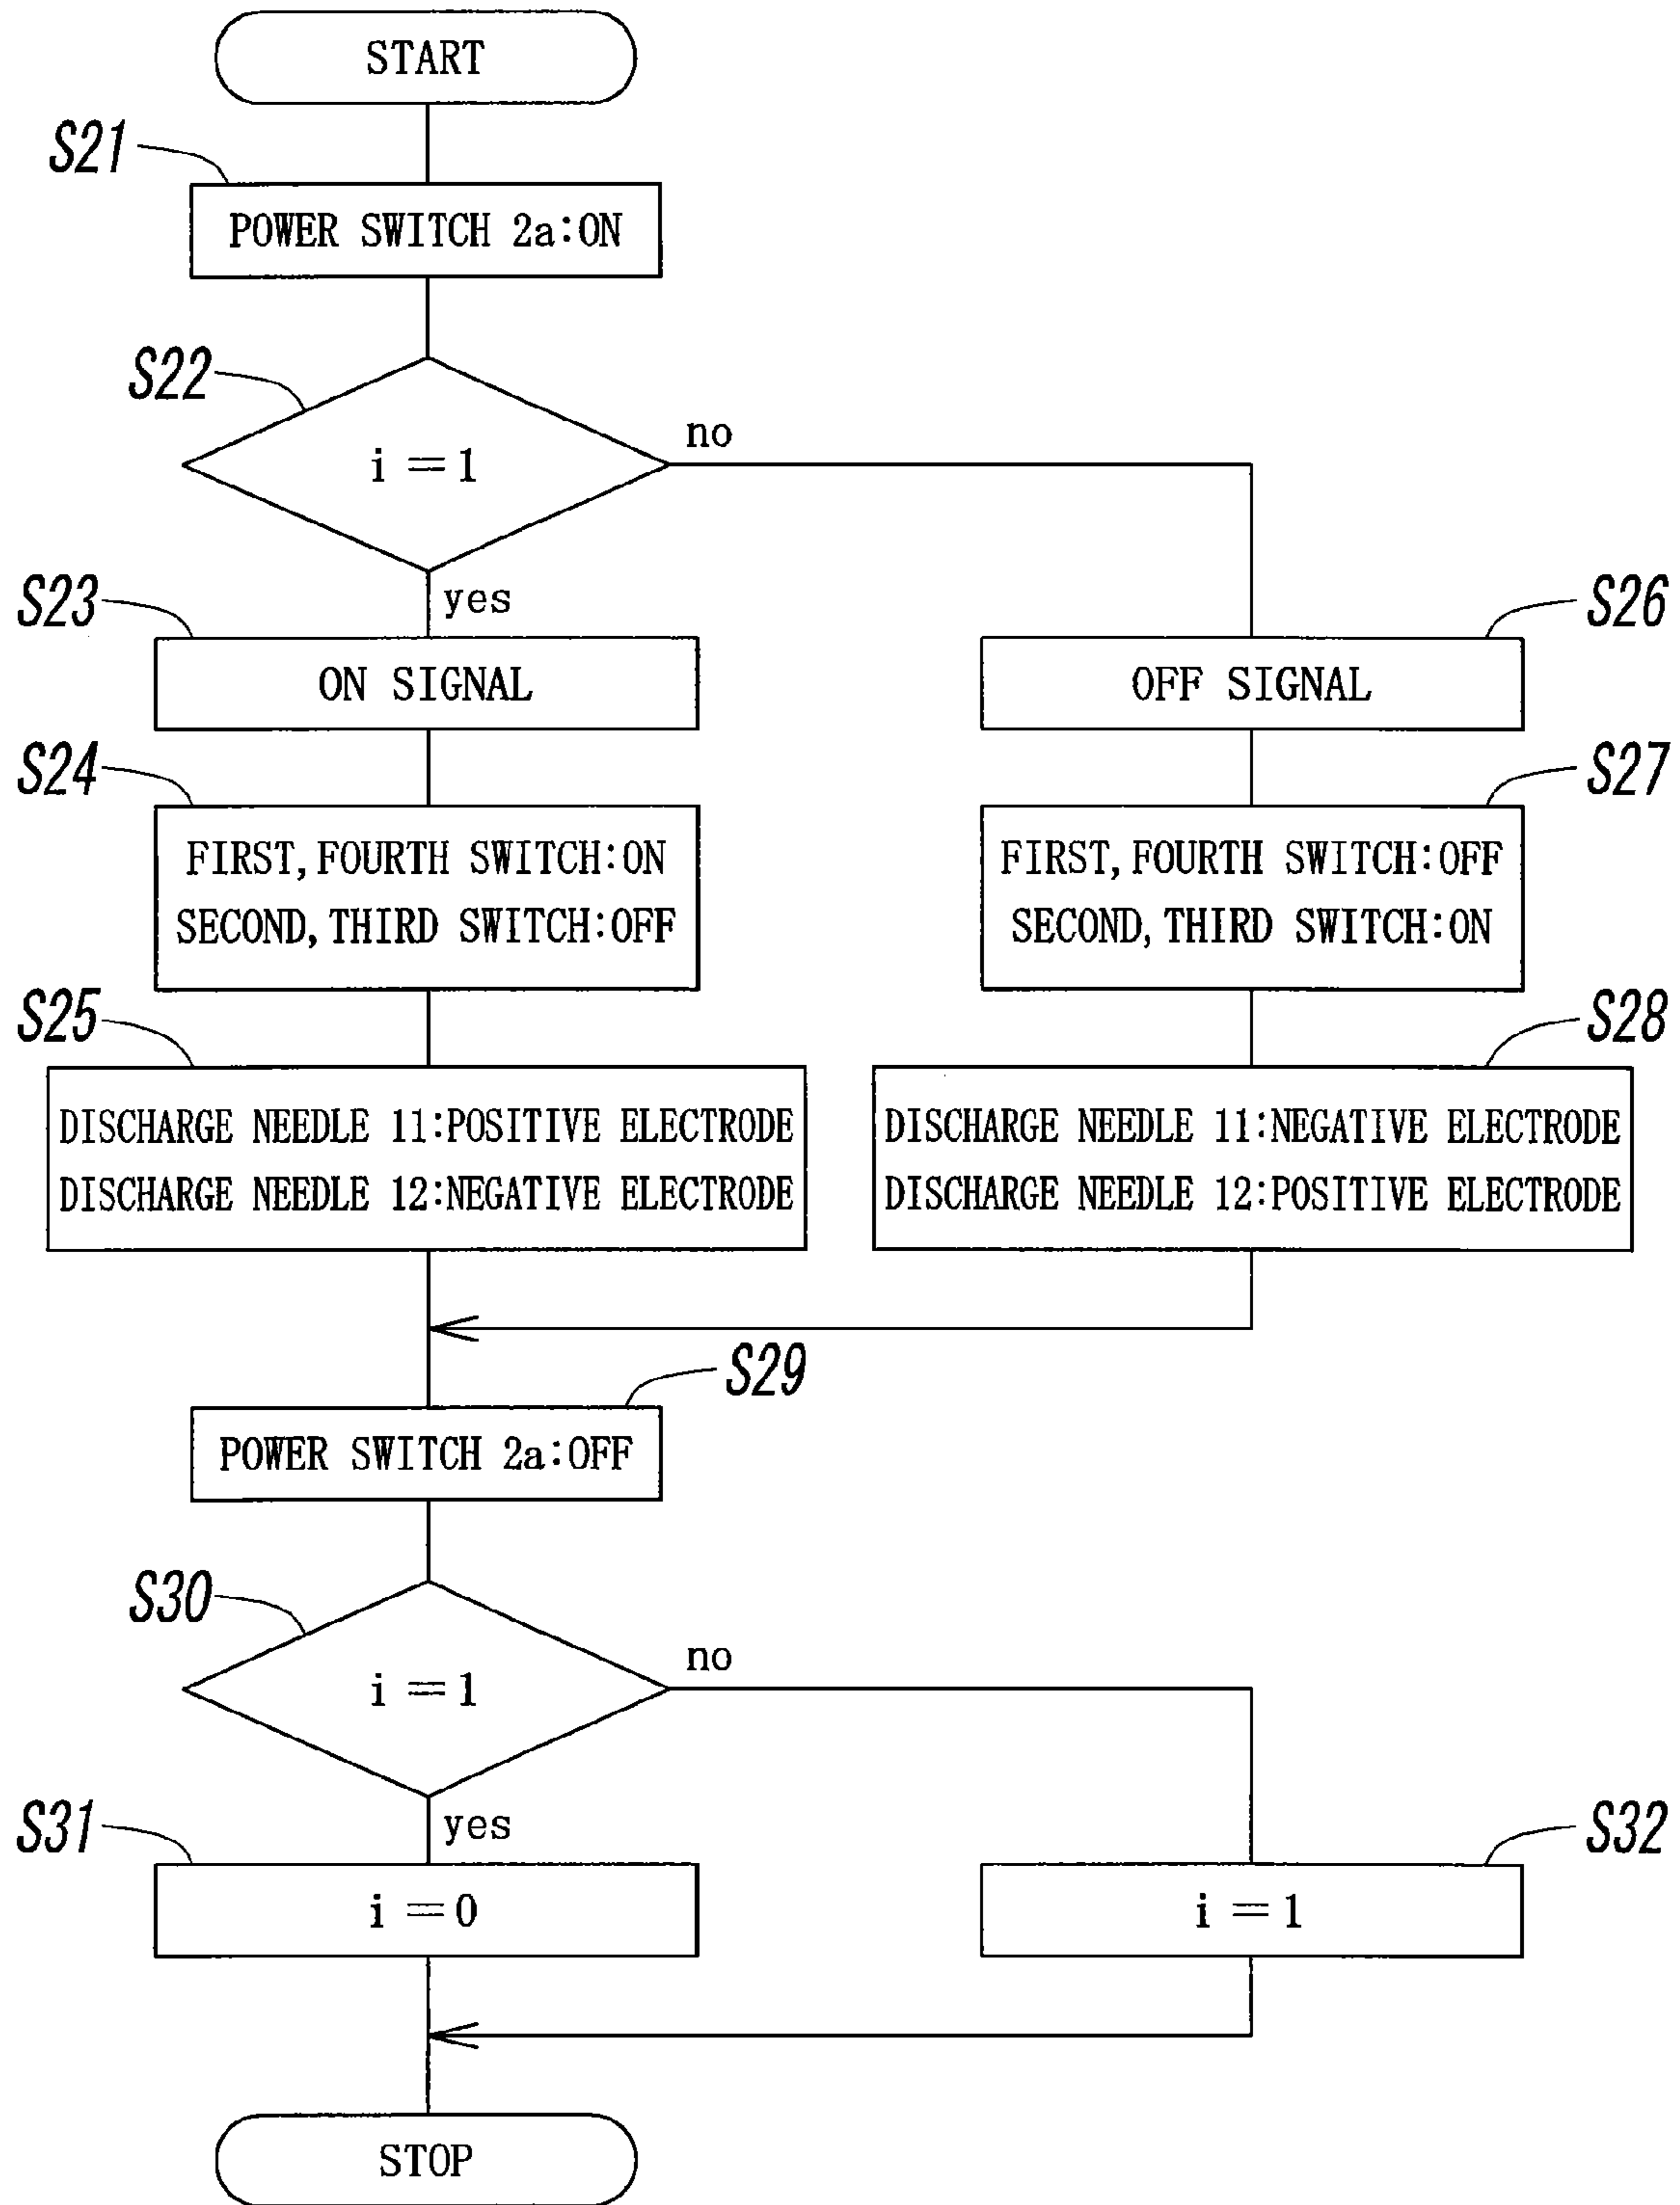 START
S21
POWER SWITCH 2a:ON
S22
i=1
no
yes
S23
ON SIGNAL
S26
OFF SIGNAL
S24
FIRST, FOURTH SWITCH:ON
SECOND, THIRD SWITCH:OFF
S27
FIRST, FOURTH SWITCH:OFF
SECOND, THIRD SWITCH:ON
S25
DISCHARGE NEEDLE 11:POSITIVE ELECTRODE
DISCHARGE NEEDLE 12:NEGATIVE ELECTRODE
S28
DISCHARGE NEEDLE 11:NEGATIVE ELECTRODE
DISCHARGE NEEDLE 12:POSITIVE ELECTRODE
S29
POWER SWITCH 2a:OFF
S30
i=1
no
yes
S31
i=0
S32
i=1
STOP